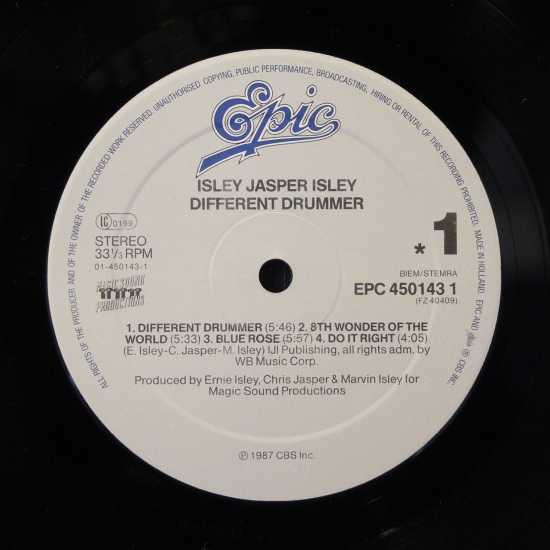 ALL RIGHTS OF THE PRODUCER AND OF THE OWNER OF THE RECORDED WORK RESERVED. UNAUTHORISED COPYING, PUBLIC PERFORMANCE, BROADCASTING, HIRING OR RENTAL OF THIS RECORDING PROHIBITED. MADE IN HOLLAND. EPIC AND Epic ® CBS INC.
Epic
ISLEY JASPER ISLEY
DIFFERENT DRUMMER
LC 0199
STEREO
33 1/3 RPM
01-450143-1
MAGIC SOUND
PRODUCTIONS
* 1
BIEM/STEMRA
EPC 450143 1
(FZ 40409)
1. DIFFERENT DRUMMER (5:46) 2. 8TH WONDER OF THE
WORLD (5:33) 3. BLUE ROSE (5:57) 4. DO IT RIGHT (4:05)
(E. Isley-C. Jasper-M. Isley) IJI Publishing, all rights adm. by
WB Music Corp.
Produced by Ernie Isley, Chris Jasper & Marvin Isley for
Magic Sound Productions
℗ 1987 CBS Inc.